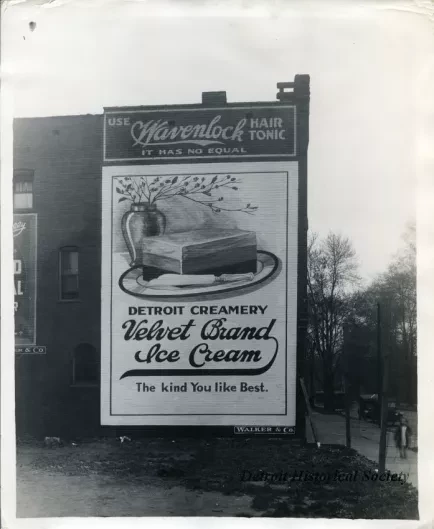 USE Wavenlock HAIR TONIC
IT HAS NO EQUAL
DETROIT CREAMERY
Velvet Brand
Ice Cream
The kind You like Best.
WALKER & CO.
& CO.
Detroit Historical Society